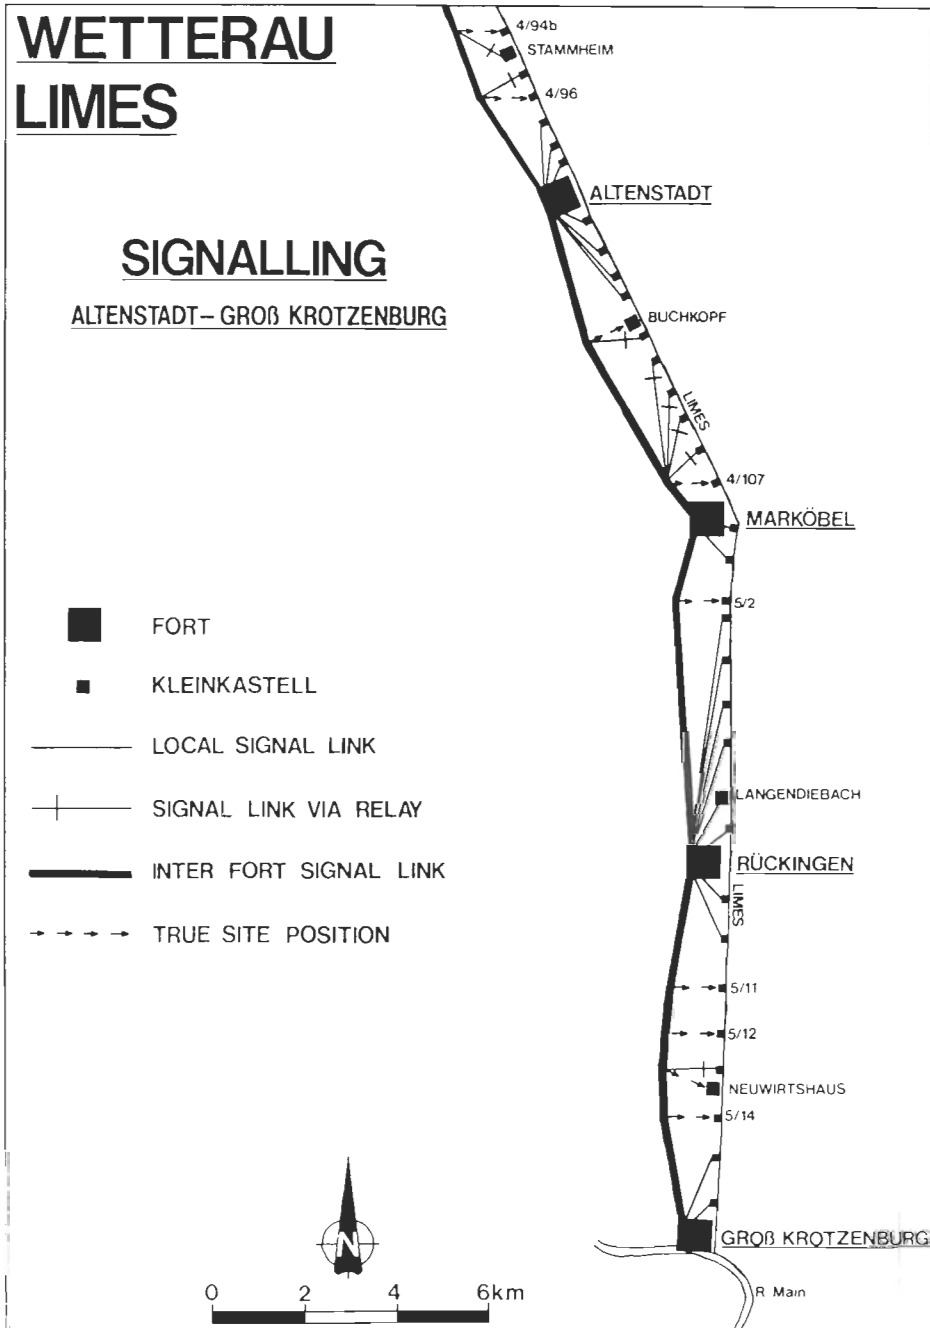 WETTERAU
LIMES
SIGNALLING
ALTENSTADT–GROß KROTZENBURG
4/94b
STAMMHEIM
4/96
ALTENSTADT
BUCHKOPF
LIMES
4/107
MARKÖBEL
5/2
LANGENDIEBACH
RÜCKINGEN
LIMES
5/11
5/12
NEUWIRTSHAUS
5/14
GROß KROTZENBURG
R Main
FORT
KLEINKASTELL
LOCAL SIGNAL LINK
SIGNAL LINK VIA RELAY
INTER FORT SIGNAL LINK
TRUE SITE POSITION
N
0 2 4 6km